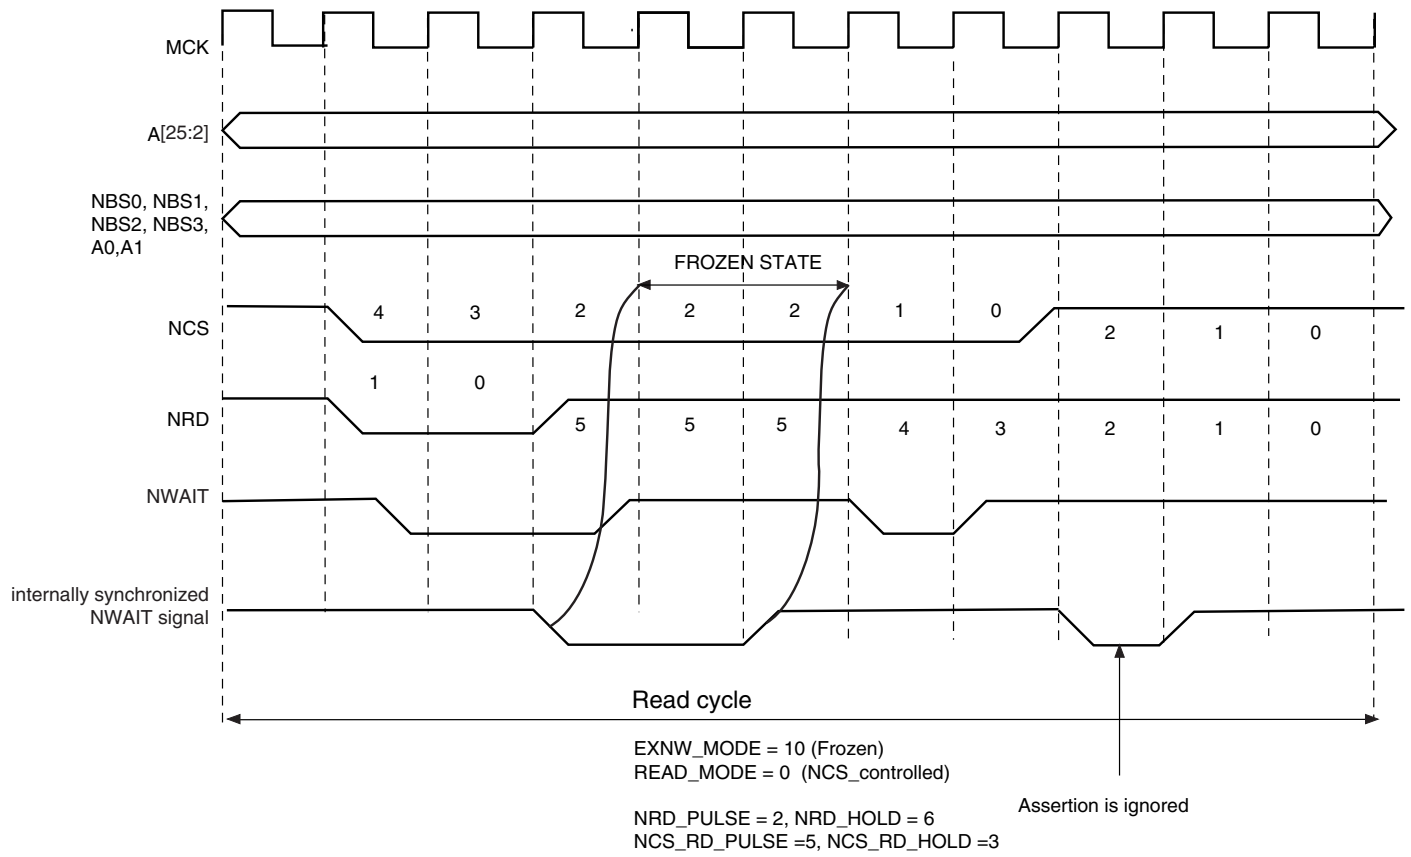 MCK
A[25:2]
NBS0, NBS1,
NBS2, NBS3,
A0,A1
FROZEN STATE
NCS
4 3 2 2 2 1 0
2 1 0
1 0
NRD
5 5 5 4 3 2 1 0
NWAIT
internally synchronized
NWAIT signal
Read cycle
EXNW_MODE = 10 (Frozen)
READ_MODE = 0 (NCS_controlled)
Assertion is ignored
NRD_PULSE = 2, NRD_HOLD = 6
NCS_RD_PULSE =5, NCS_RD_HOLD =3